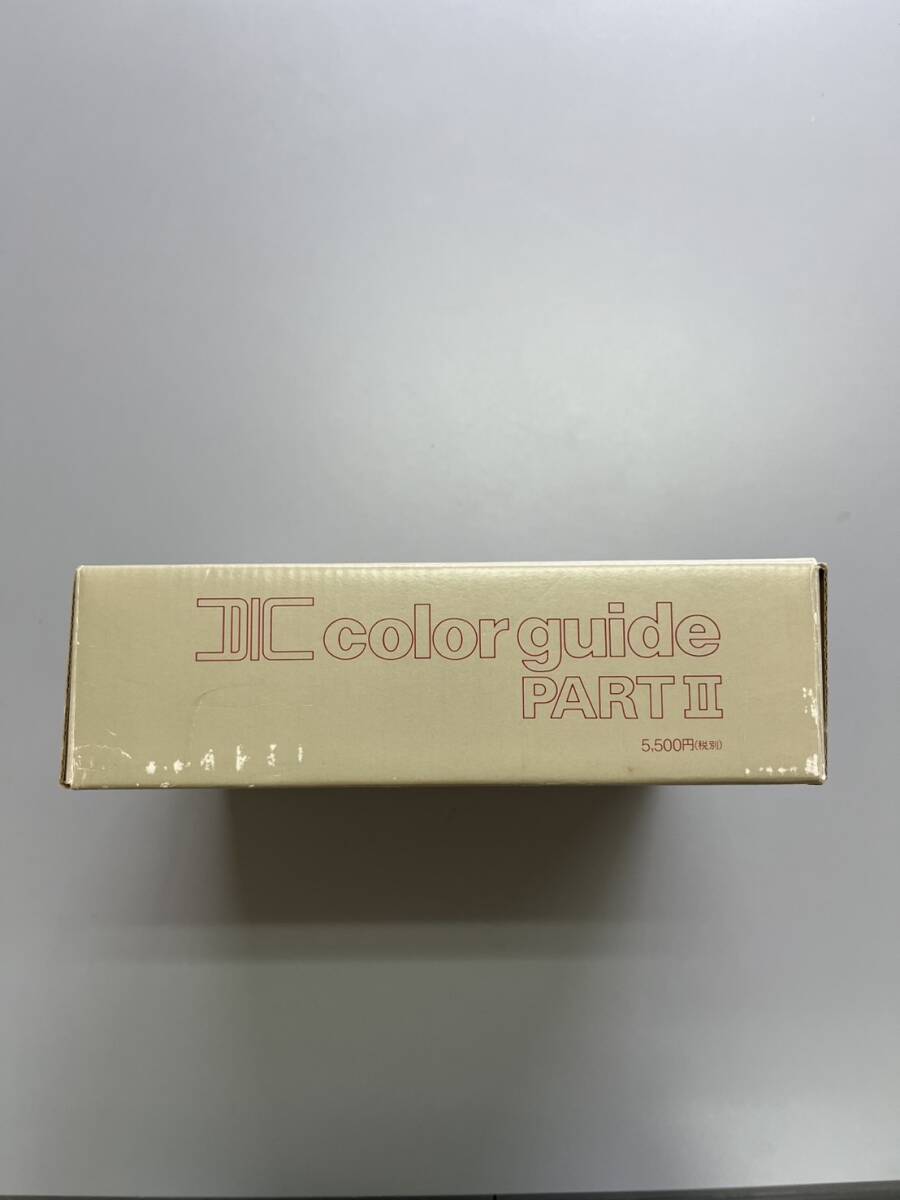 DIC color guide
PART II
5,500円(税別)